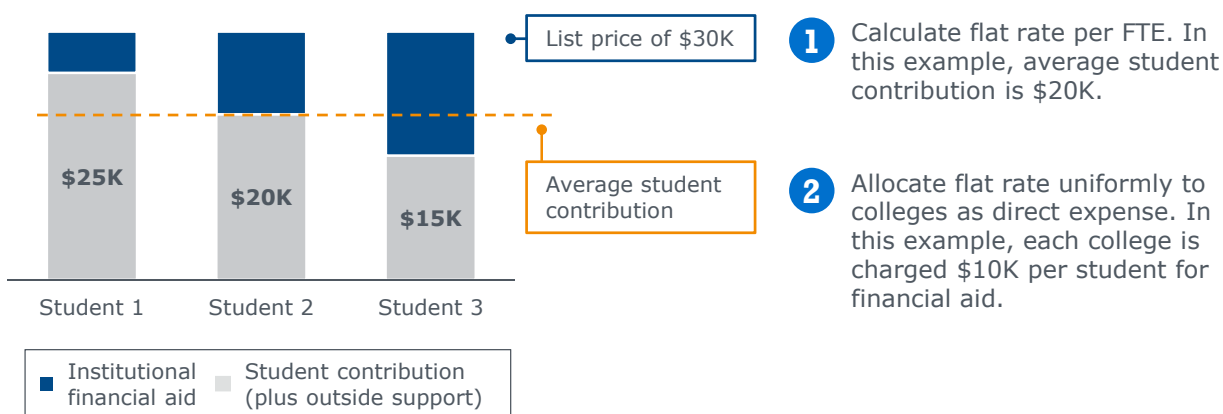 List price of $30K
Average student
contribution
$25K
$20K
$15K
Student 1
Student 2
Student 3
Institutional
financial aid
Student contribution
(plus outside support)
1
Calculate flat rate per FTE. In
this example, average student
contribution is $20K.
2
Allocate flat rate uniformly to
colleges as direct expense. In
this example, each college is
charged $10K per student for
financial aid.